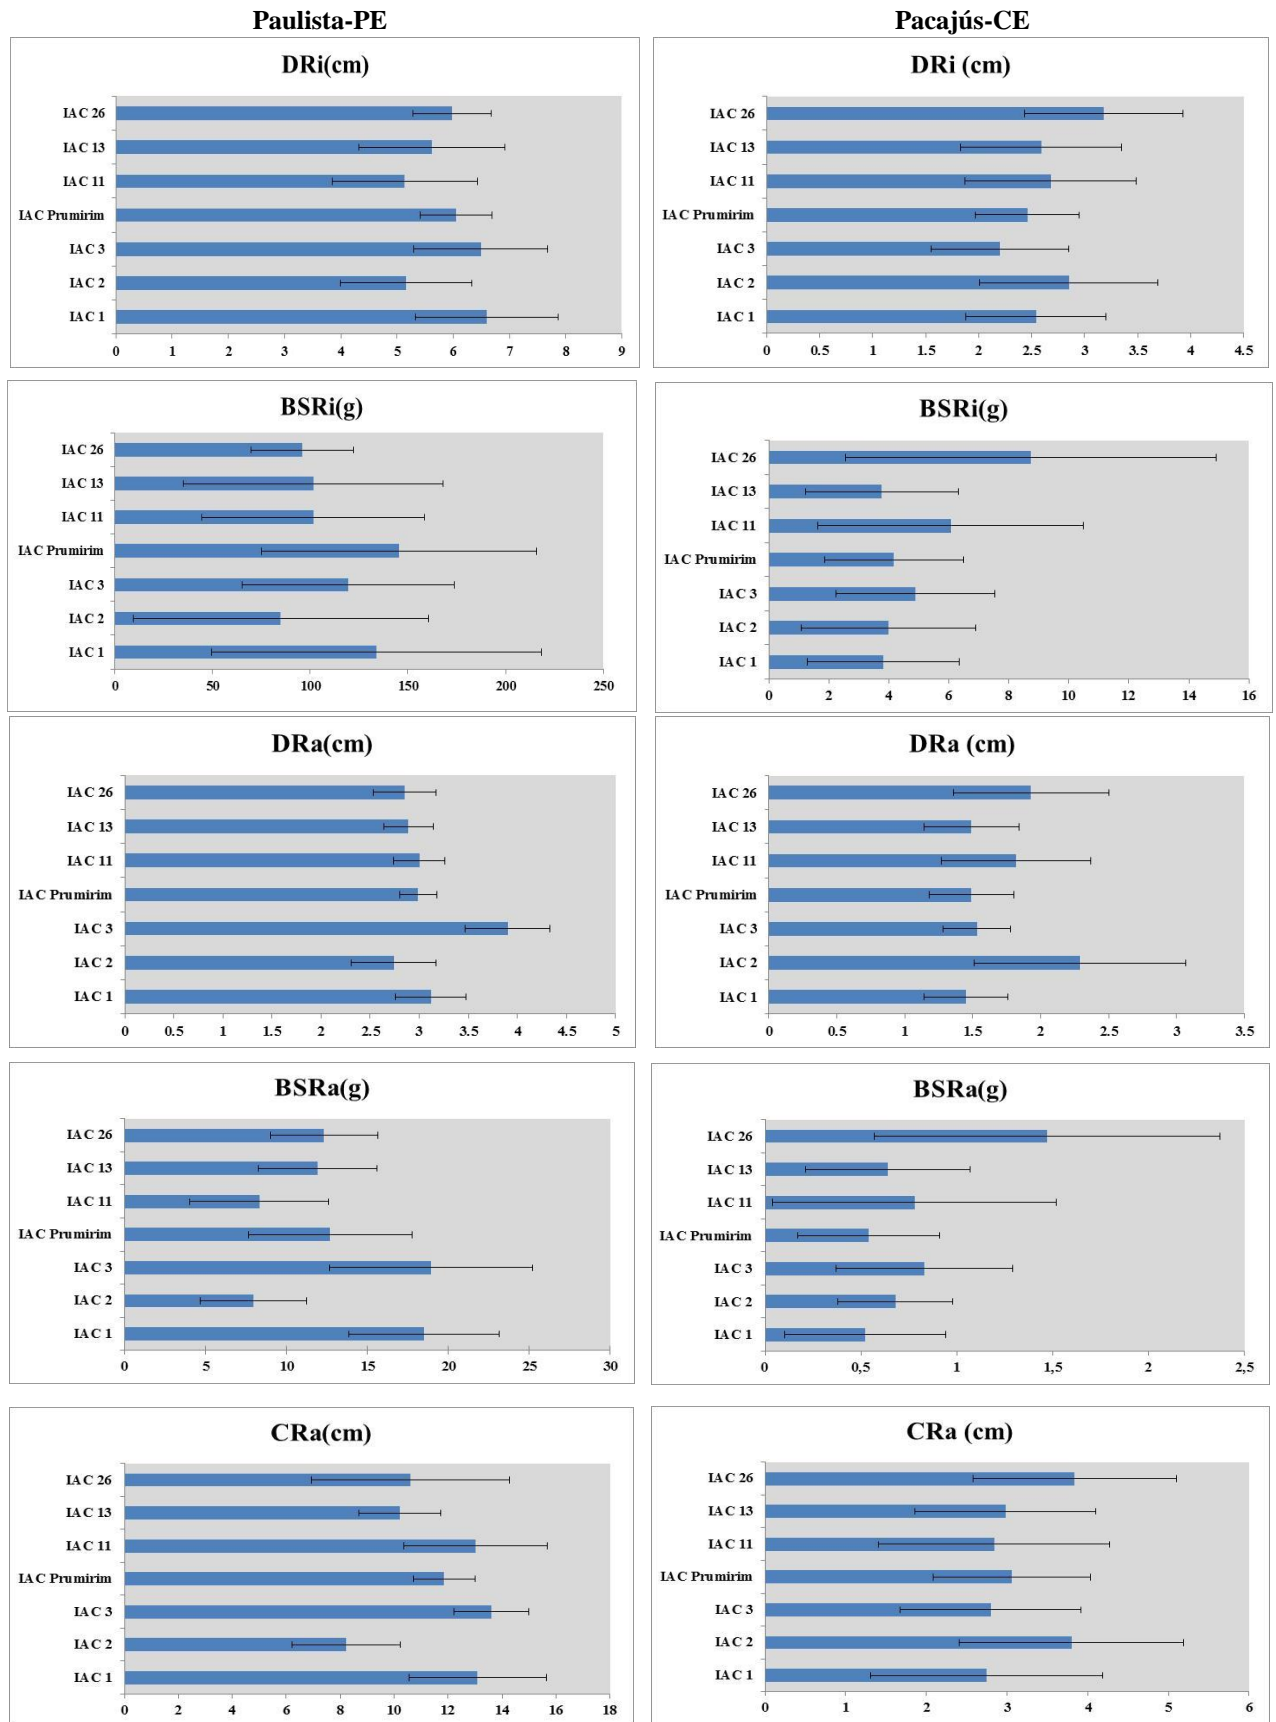 Paulista-PE
Pacajús-CE
DRi(cm)
IAC 26
IAC 13
IAC 11
IAC Prumirim
IAC 3
IAC 2
IAC 1
0 1 2 3 4 5 6 7 8 9
DRi (cm)
IAC 26
IAC 13
IAC 11
IAC Prumirim
IAC 3
IAC 2
IAC 1
0 0.5 1 1.5 2 2.5 3 3.5 4 4.5
BSRi(g)
IAC 26
IAC 13
IAC 11
IAC Prumirim
IAC 3
IAC 2
IAC 1
0 50 100 150 200 250
BSRi(g)
IAC 26
IAC 13
IAC 11
IAC Prumirim
IAC 3
IAC 2
IAC 1
0 2 4 6 8 10 12 14 16
DRa(cm)
IAC 26
IAC 13
IAC 11
IAC Prumirim
IAC 3
IAC 2
IAC 1
0 0.5 1 1.5 2 2.5 3 3.5 4 4.5 5
DRa (cm)
IAC 26
IAC 13
IAC 11
IAC Prumirim
IAC 3
IAC 2
IAC 1
0 0.5 1 1.5 2 2.5 3 3.5
BSRa(g)
IAC 26
IAC 13
IAC 11
IAC Prumirim
IAC 3
IAC 2
IAC 1
0 5 10 15 20 25 30
BSRa(g)
IAC 26
IAC 13
IAC 11
IAC Prumirim
IAC 3
IAC 2
IAC 1
0 0,5 1 1,5 2 2,5
CRa(cm)
IAC 26
IAC 13
IAC 11
IAC Prumirim
IAC 3
IAC 2
IAC 1
0 2 4 6 8 10 12 14 16 18
CRa (cm)
IAC 26
IAC 13
IAC 11
IAC Prumirim
IAC 3
IAC 2
IAC 1
0 1 2 3 4 5 6